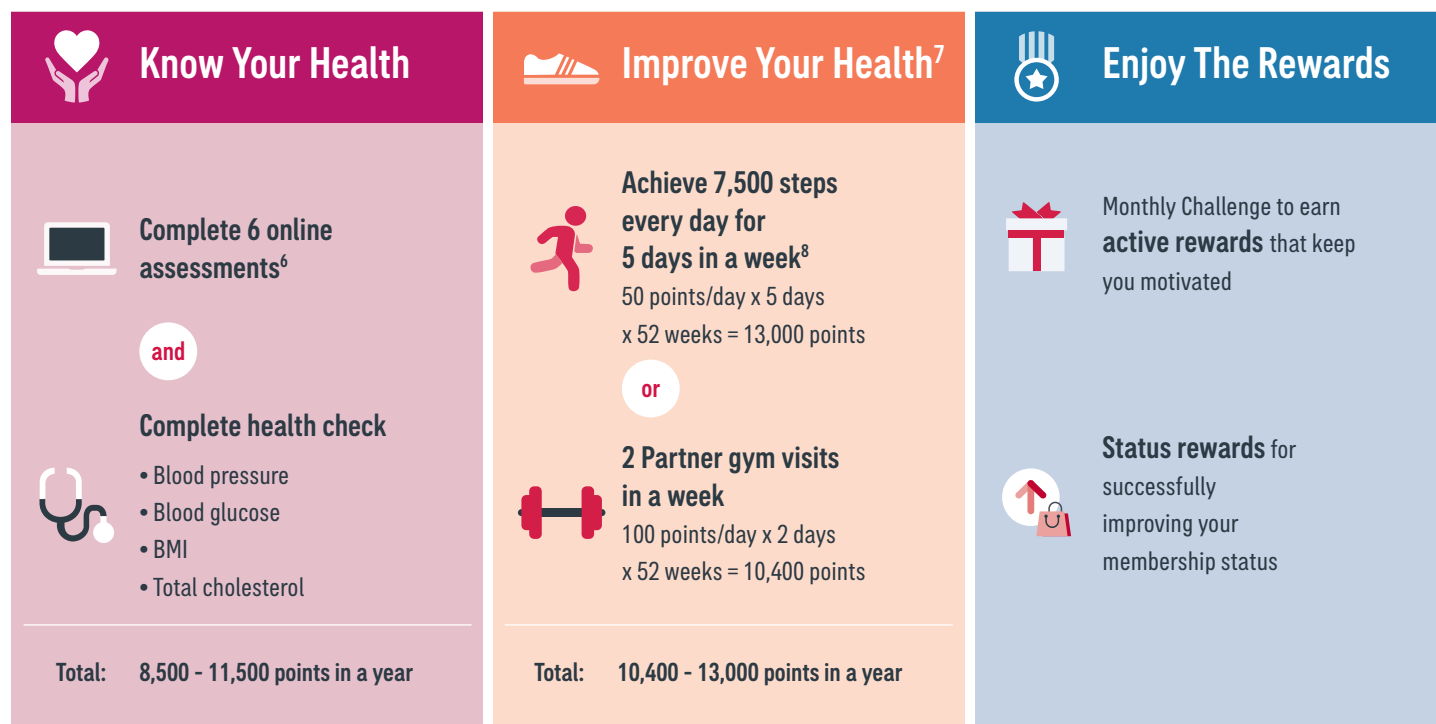 Know Your Health
Complete 6 online
assessments⁶
and
Complete health check
• Blood pressure
• Blood glucose
• BMI
• Total cholesterol
Total: 8,500 - 11,500 points in a year
Improve Your Health⁷
Achieve 7,500 steps
every day for
5 days in a week⁸
50 points/day x 5 days
x 52 weeks = 13,000 points
or
2 Partner gym visits
in a week
100 points/day x 2 days
x 52 weeks = 10,400 points
Total: 10,400 - 13,000 points in a year
Enjoy The Rewards
Monthly Challenge to earn
active rewards that keep
you motivated
Status rewards for
successfully
improving your
membership status